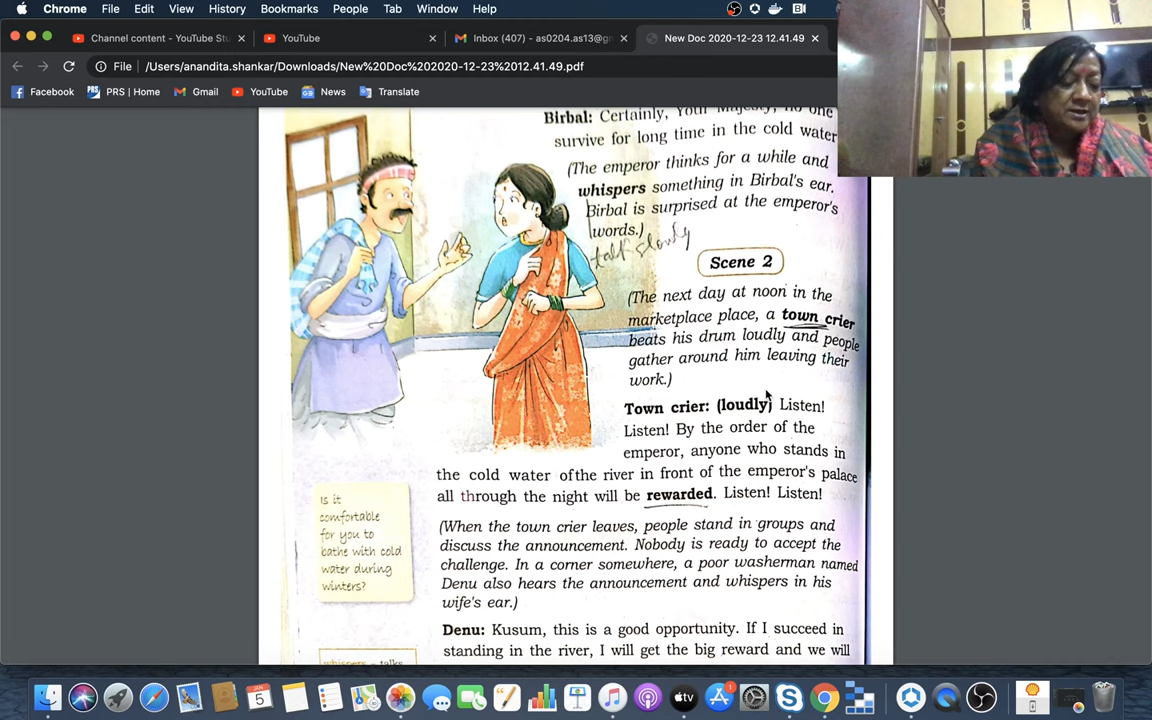 Chrome File Edit View History Bookmarks People Tab Window Help
Channel content - YouTube Stu
YouTube
Inbox (407) - as0204.as13@g
New Doc 2020-12-23 12.41.49
File /Users/anandita.shankar/Downloads/New%20Doc%202020-12-23%2012.41.49.pdf
Facebook PRS | Home Gmail YouTube News Translate
Birbal: Certainly, Your Majesty, no one
survive for long time in the cold water
(The emperor thinks for a while and
whispers something in Birbal's ear.
Birbal is surprised at the emperor's
words.)
talk slowly
Scene 2
(The next day at noon in the
marketplace place, a town crier
beats his drum loudly and people
gather around him leaving their
work.)
Town crier: (loudly) Listen!
Listen! By the order of the
emperor, anyone who stands in
the cold water of the river in front of the emperor's palace
all through the night will be rewarded. Listen! Listen!
Is it
comfortable
for you to
bathe with cold
water during
winters?
(When the town crier leaves, people stand in groups and
discuss the announcement. Nobody is ready to accept the
challenge. In a corner somewhere, a poor washerman named
Denu also hears the announcement and whispers in his
wife's ear.)
Denu: Kusum, this is a good opportunity. If I succeed in
standing in the river, I will get the big reward and we will
whispers - talks
JAN
5
1